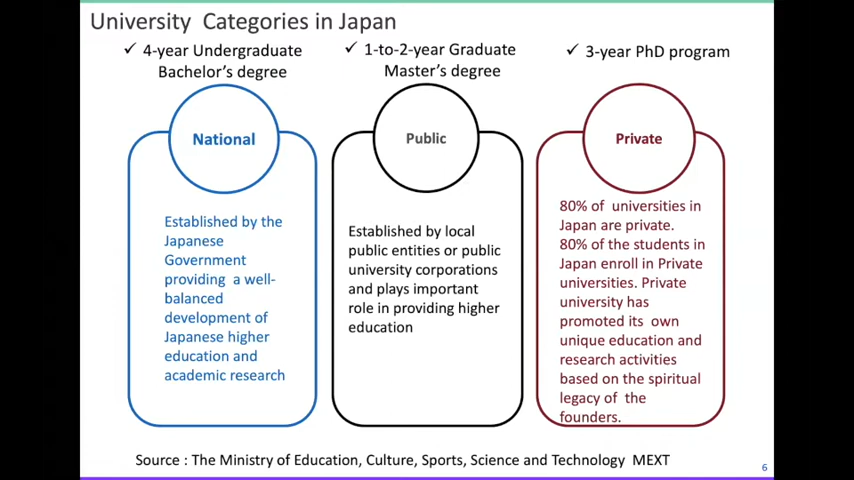 University Categories in Japan
✓ 4-year Undergraduate
Bachelor's degree
✓ 1-to-2-year Graduate
Master's degree
✓ 3-year PhD program
National
Established by the
Japanese
Government
providing a well-
balanced
development of
Japanese higher
education and
academic research
Public
Established by local
public entities or public
university corporations
and plays important
role in providing higher
education
Private
80% of universities in
Japan are private.
80% of the students in
Japan enroll in Private
universities. Private
university has
promoted its own
unique education and
research activities
based on the spiritual
legacy of the
founders.
Source : The Ministry of Education, Culture, Sports, Science and Technology MEXT
6